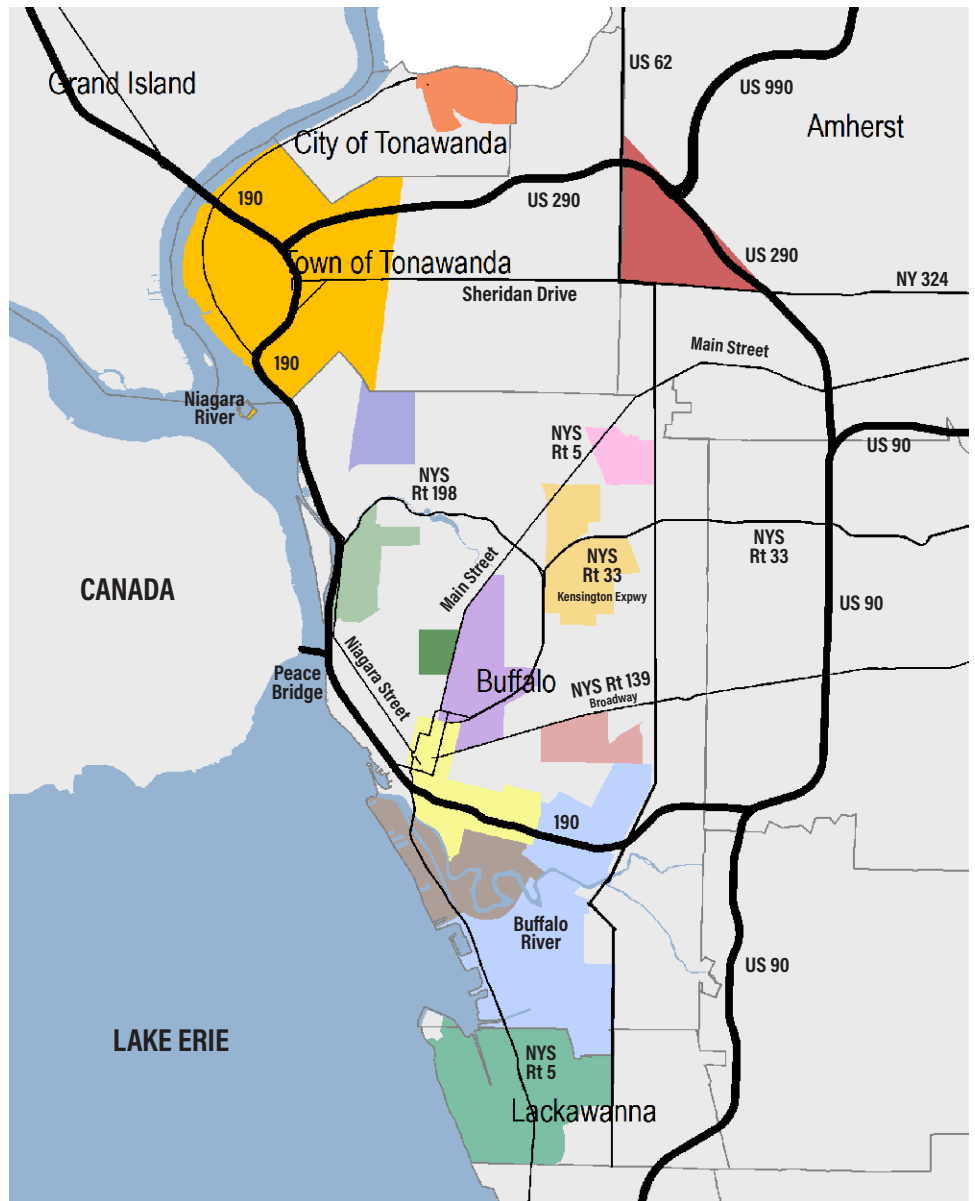 US 62
US 990
Grand Island
Amherst
City of Tonawanda
190
US 290
US 290
Town of Tonawanda
NY 324
Sheridan Drive
Main Street
190
Niagara
River
NYS
Rt 5
US 90
NYS
Rt 198
NYS
Rt 33
NYS
Rt 33
Kensington Expwy
Main Street
CANADA
US 90
Niagara Street
Peace
Bridge
Buffalo
NYS Rt 139
Broadway
190
Buffalo
River
US 90
LAKE ERIE
NYS
Rt 5
Lackawanna